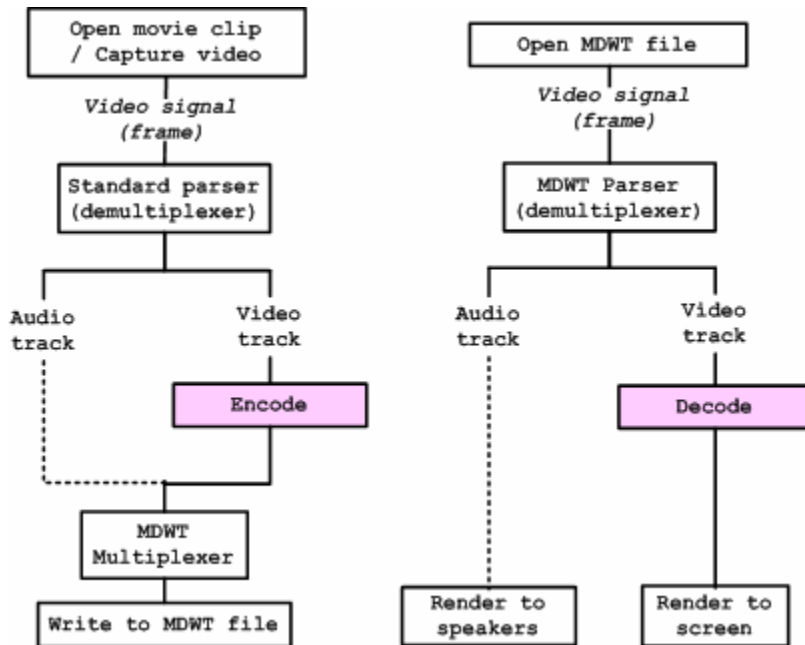 Open movie clip
/ Capture video
Video signal
(frame)
Standard parser
(demultiplexer)
Audio
track
Video
track
Encode
MDWT
Multiplexer
Write to MDWT file
Open MDWT file
Video signal
(frame)
MDWT Parser
(demultiplexer)
Audio
track
Video
track
Decode
Render to
speakers
Render to
screen